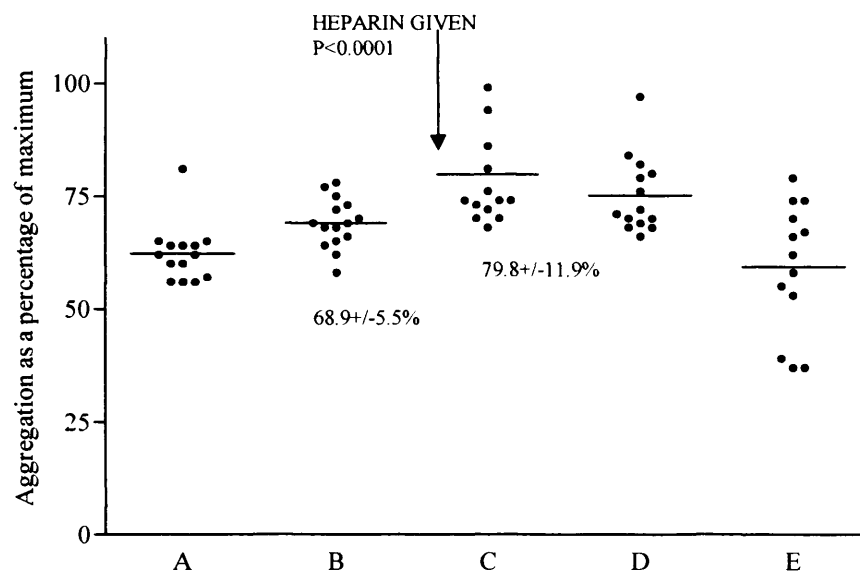 HEPARIN GIVEN
P<0.0001
Aggregation as a percentage of maximum
100
75
50
25
0
68.9+/-5.5%
79.8+/-11.9%
A B C D E